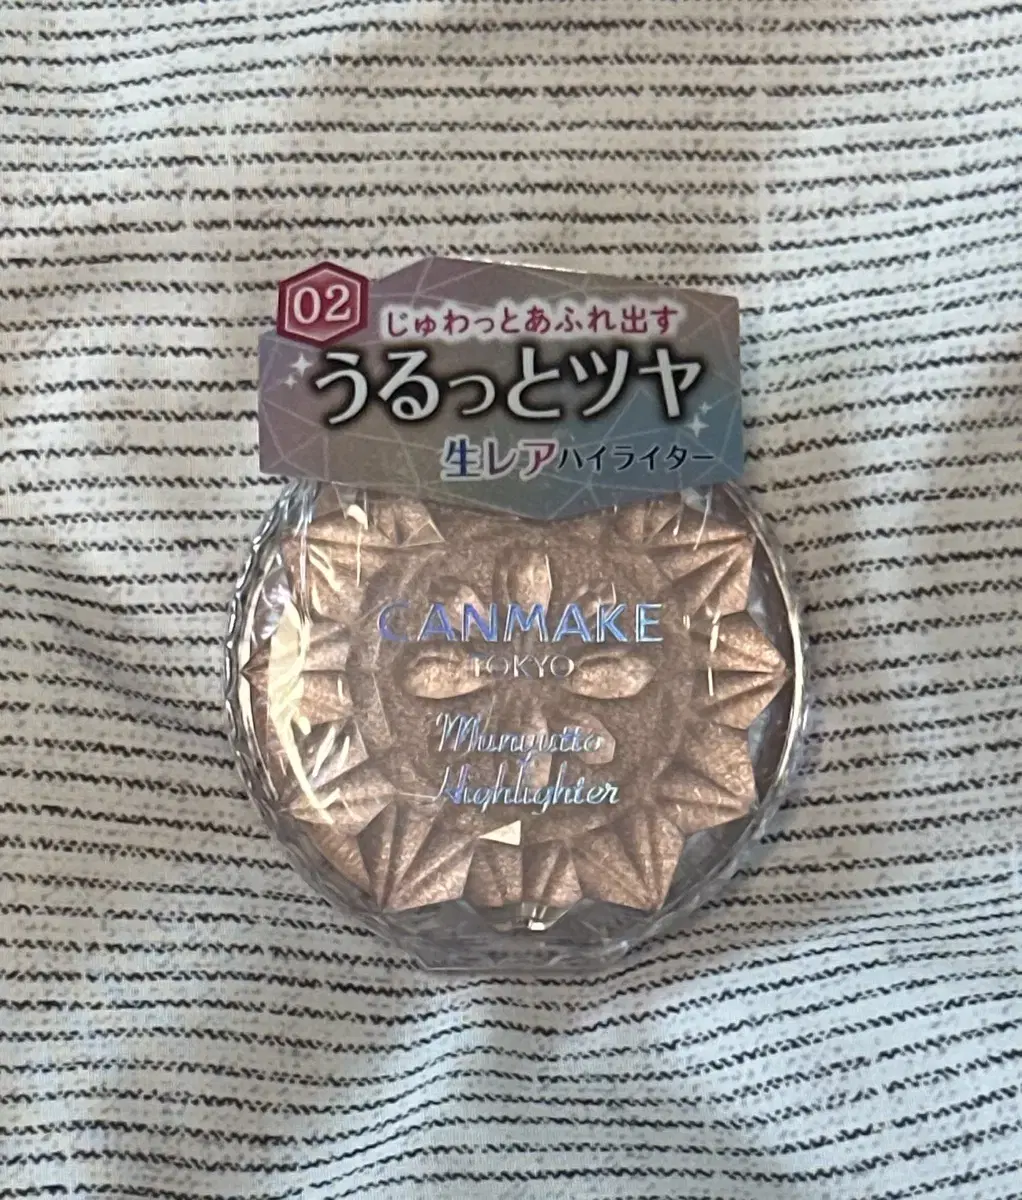 02
じゅわっとあふれ出す
うるっとツヤ
生レアハイライター
CANMAKE
TOKYO
Munyutto
Highlighter